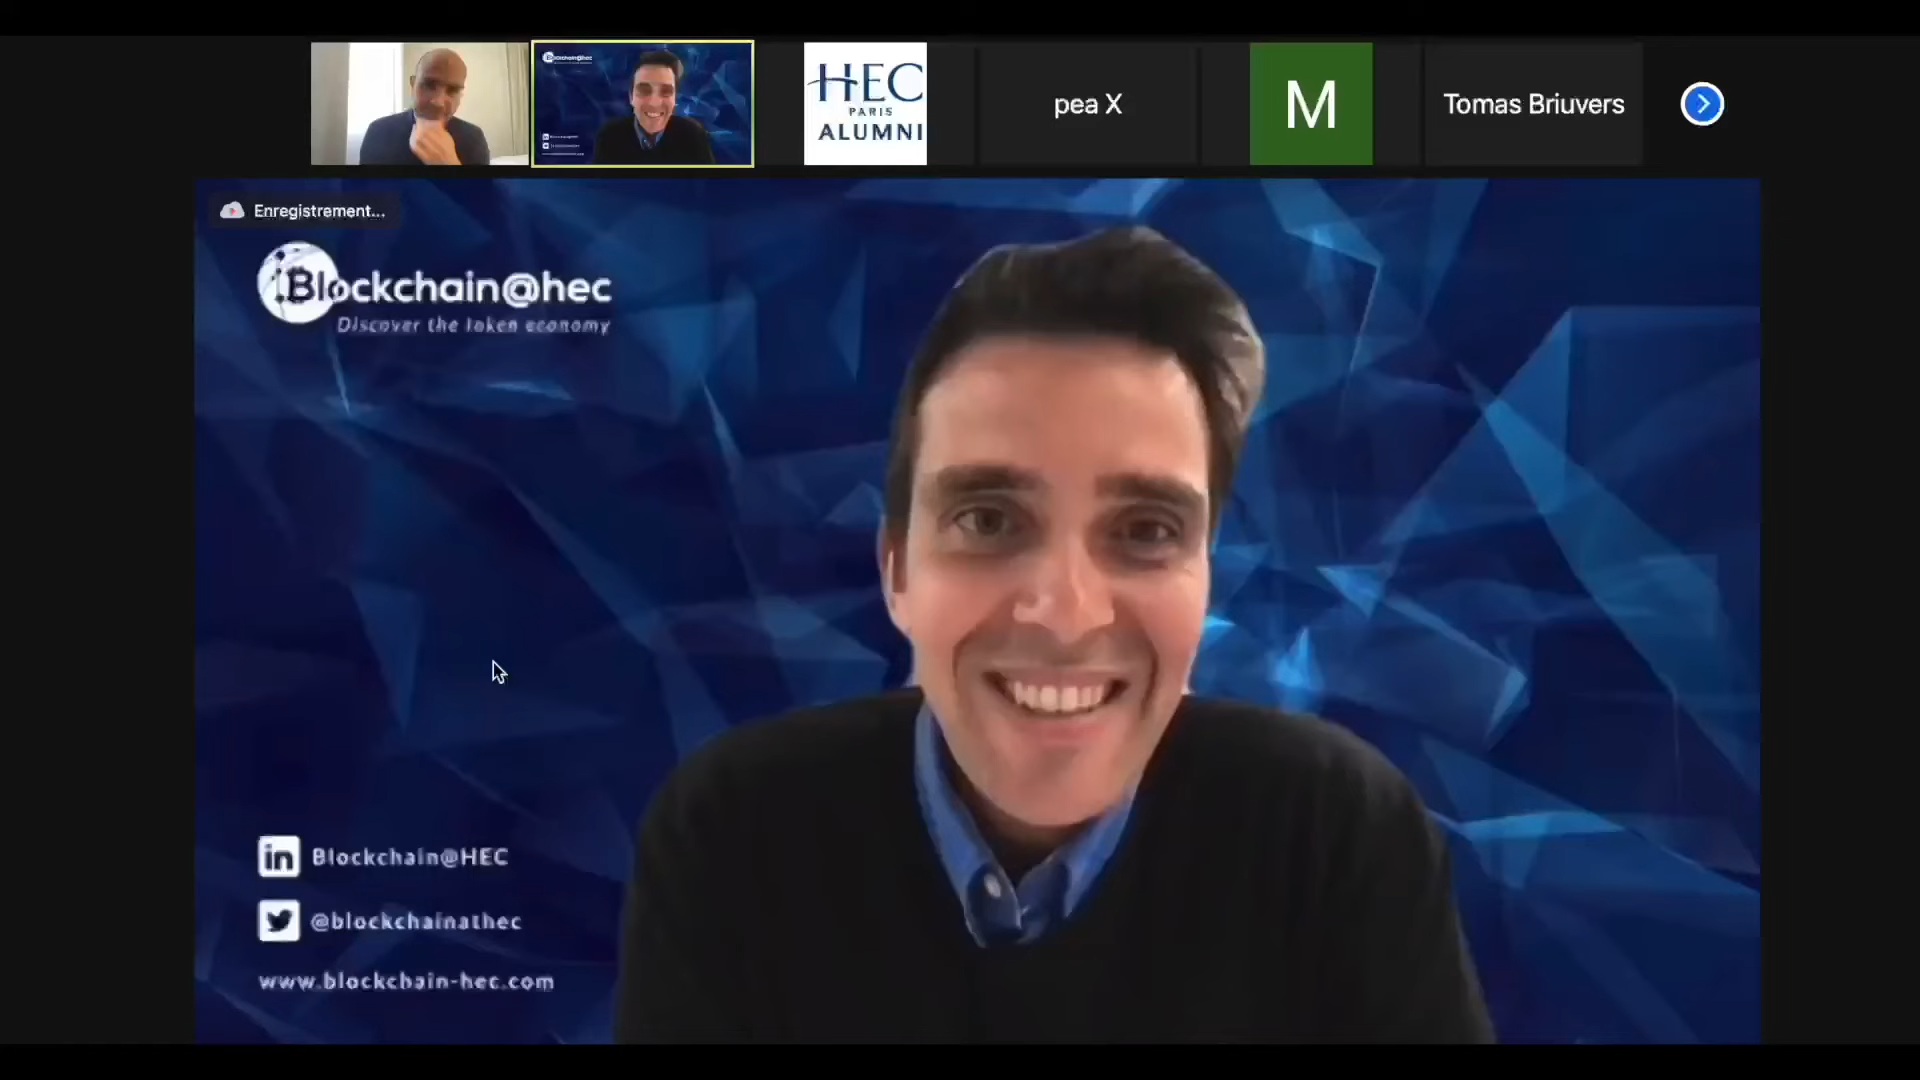 HEC
PARIS
ALUMNI
pea X
M
Tomas Briuvers
Enregistrement...
Blockchain@hec
Discover the token economy
in Blockchain@HEC
@blockchainathec
www.blockchain-hec.com